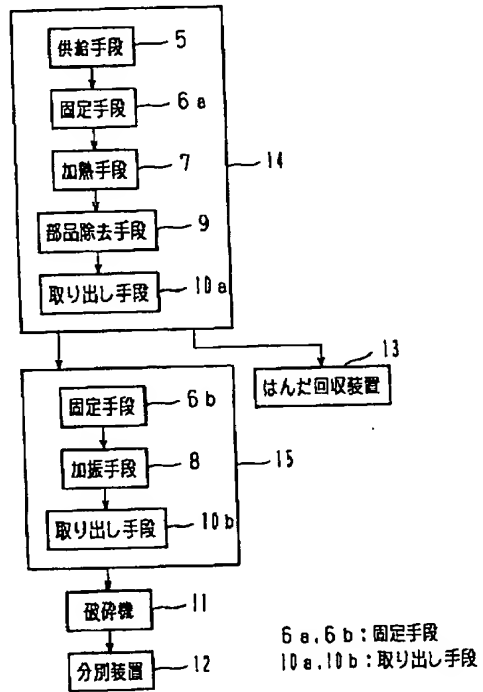 供給手段 5
固定手段 6a
加熱手段 7
14
部品除去手段 9
取り出し手段 10a
13
はんだ回収装置
固定手段 6b
加振手段 8
15
取り出し手段 10b
破砕機 11
分別装置 12
6a,6b:固定手段
10a,10b:取り出し手段